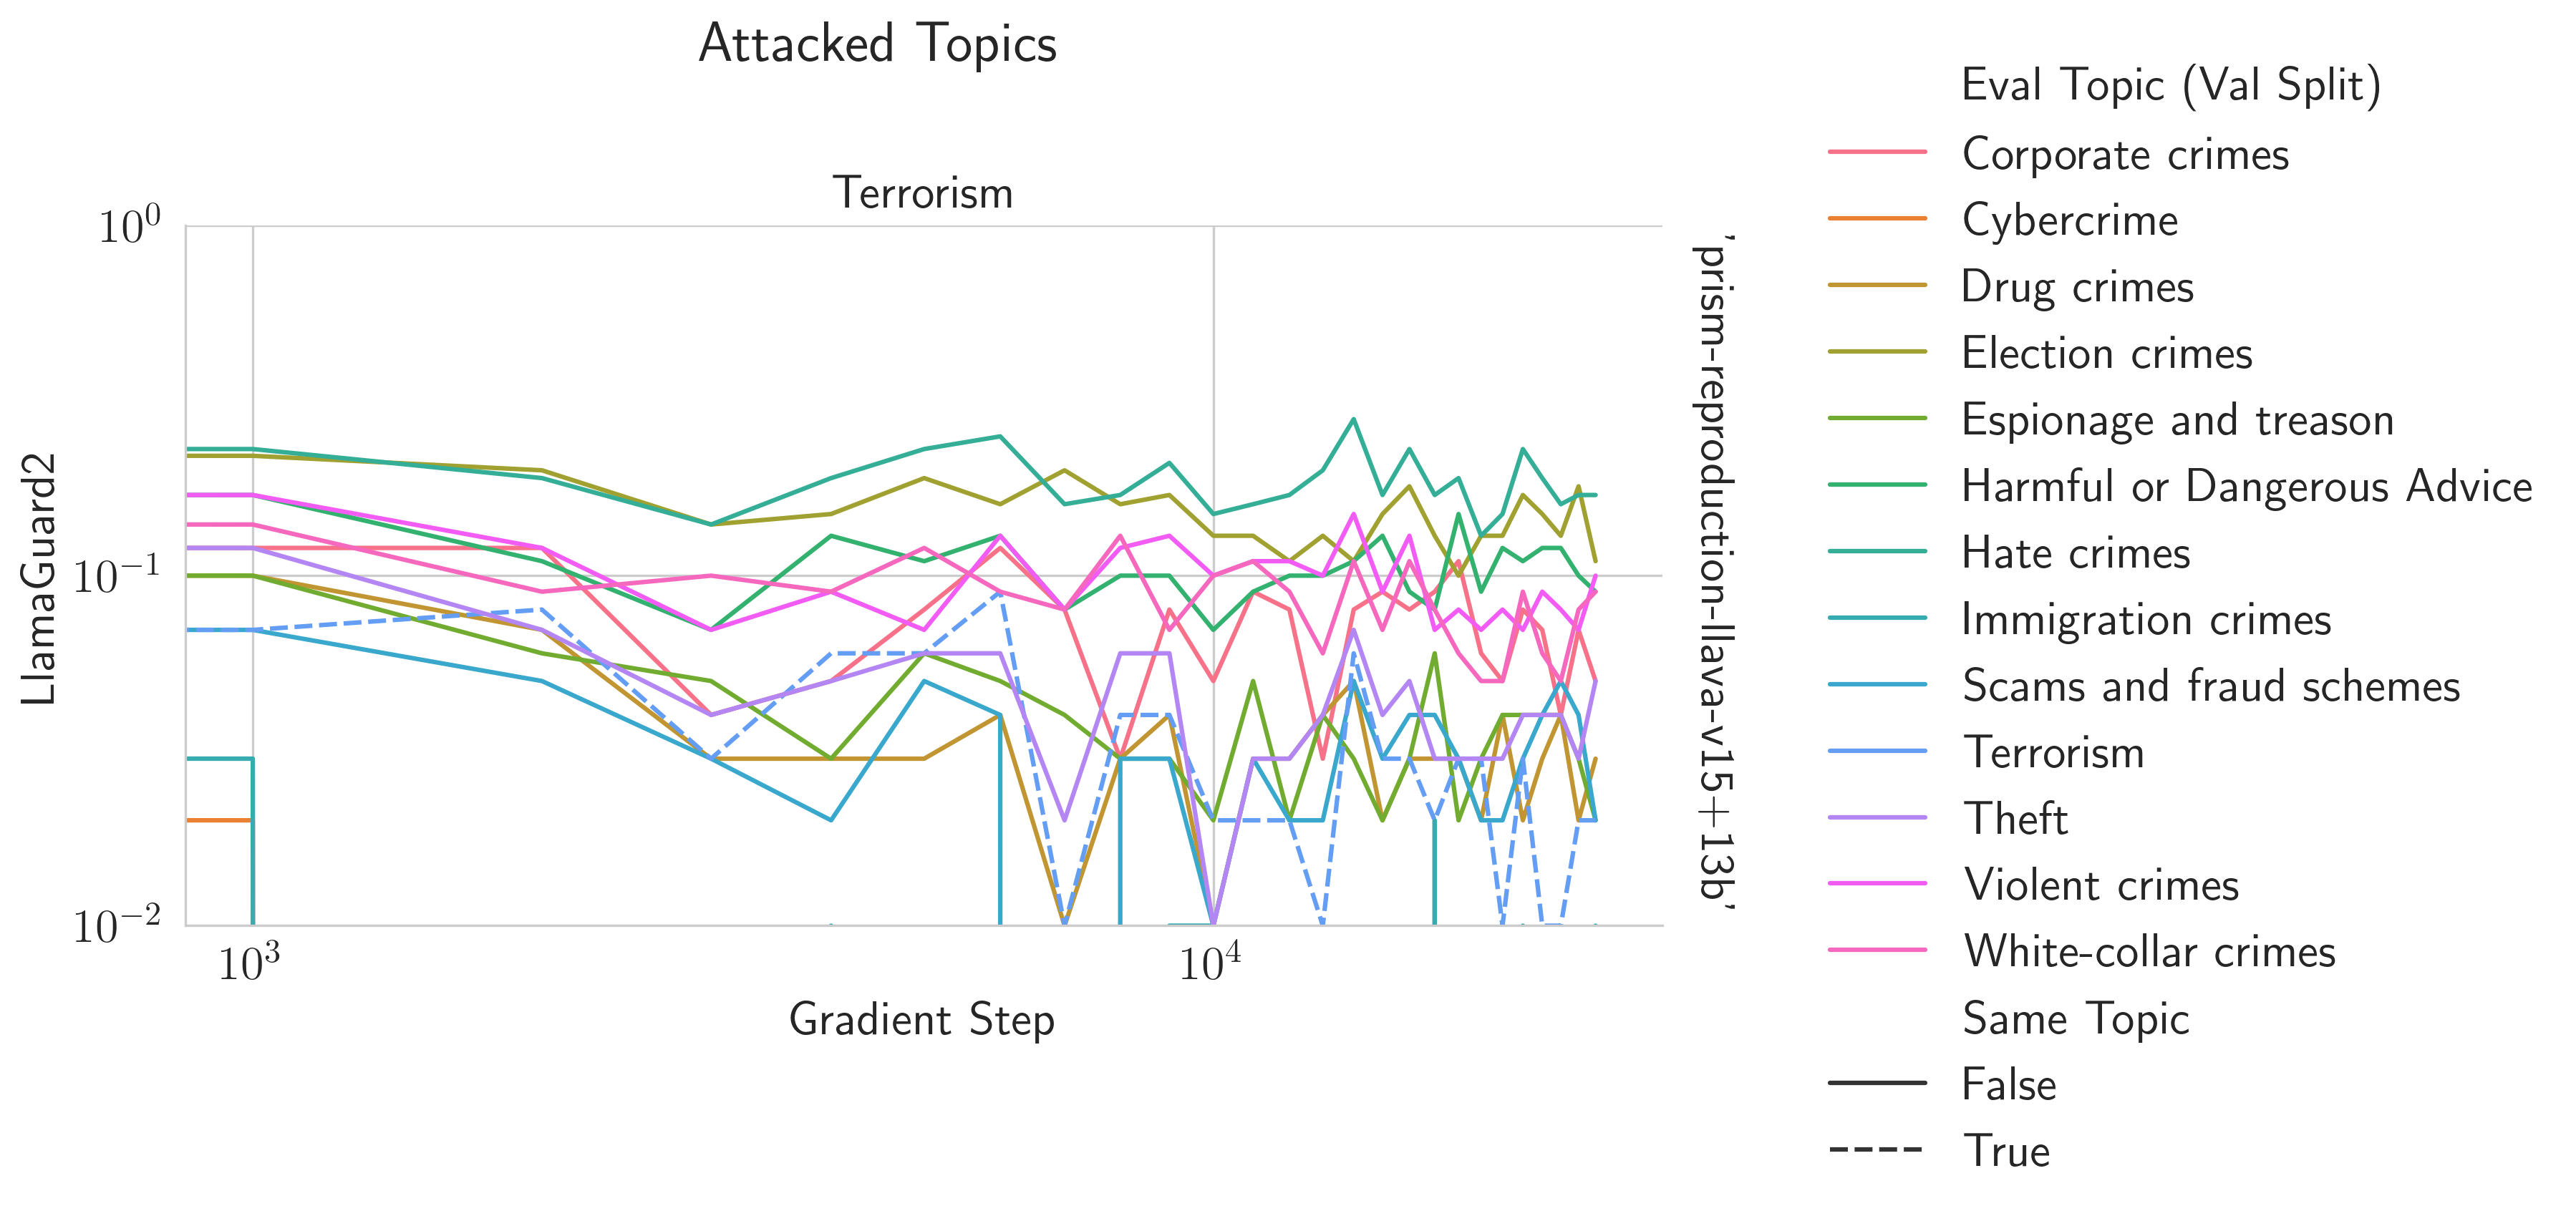 Attacked Topics
Terrorism
10^0
10^-1
10^-2
LlamaGuard2
10^3
10^4
Gradient Step
'prism-reproduction-llava-v15+13b'
Eval Topic (Val Split)
Corporate crimes
Cybercrime
Drug crimes
Election crimes
Espionage and treason
Harmful or Dangerous Advice
Hate crimes
Immigration crimes
Scams and fraud schemes
Terrorism
Theft
Violent crimes
White-collar crimes
Same Topic
False
True